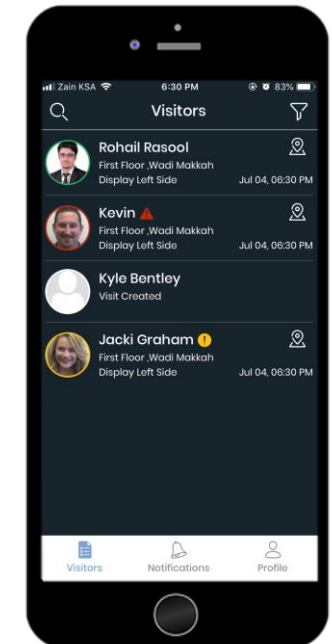 Zain KSA 6:30 PM 83%
Visitors
Rohail Rasool
First Floor ,Wadi Makkah
Display Left Side Jul 04, 06:30 PM
Kevin
First Floor ,Wadi Makkah
Display Left Side Jul 04, 06:30 PM
Kyle Bentley
Visit Created
Jacki Graham
First Floor ,Wadi Makkah
Display Left Side Jul 04, 06:30 PM
Visitors Notifications Profile